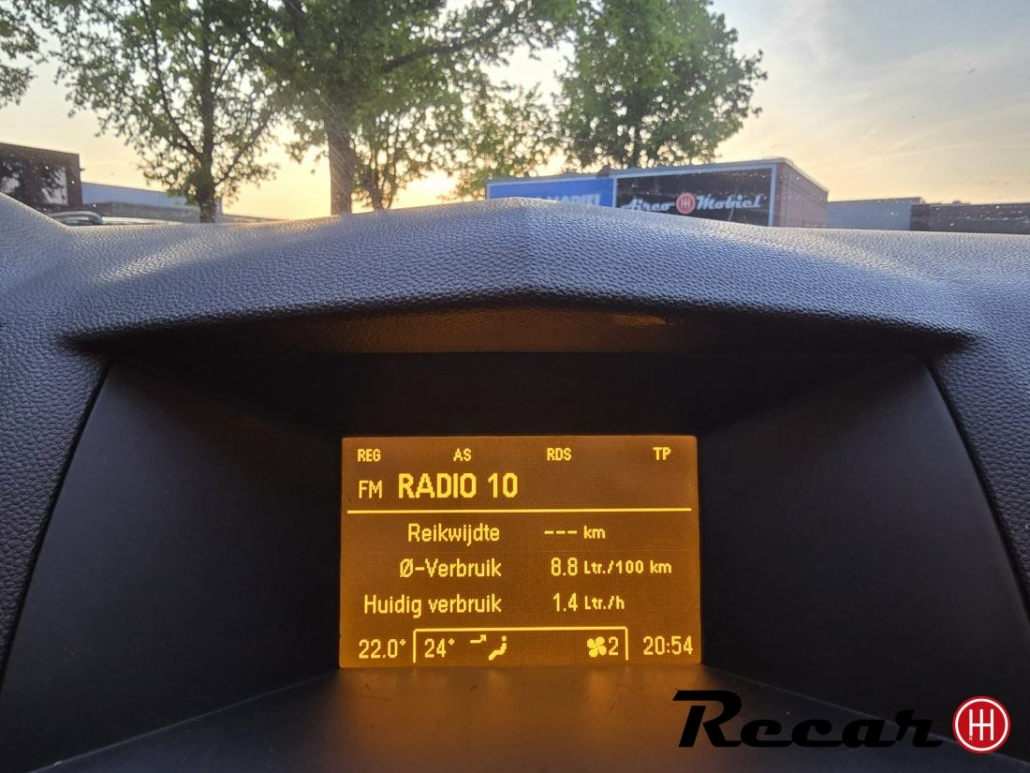 Airco Mobiel
REG AS RDS TP
FM RADIO 10
Reikwijdte --- km
Ø-Verbruik 8.8 Ltr./100 km
Huidig verbruik 1.4 Ltr./h
22.0° 24° 2 20:54
Recar